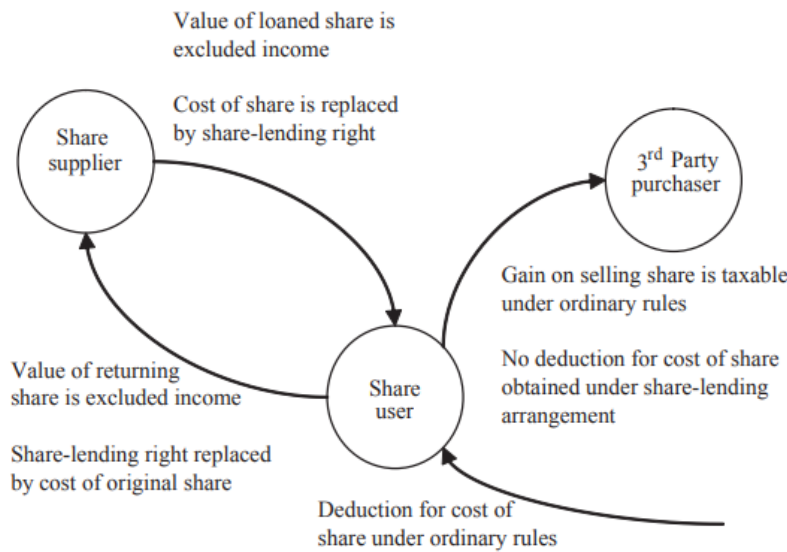 Value of loaned share is
excluded income
Cost of share is replaced
by share-lending right
Share
supplier
3rd Party
purchaser
Gain on selling share is taxable
under ordinary rules
No deduction for cost of share
obtained under share-lending
arrangement
Value of returning
share is excluded income
Share-lending right replaced
by cost of original share
Share
user
Deduction for cost of
share under ordinary rules